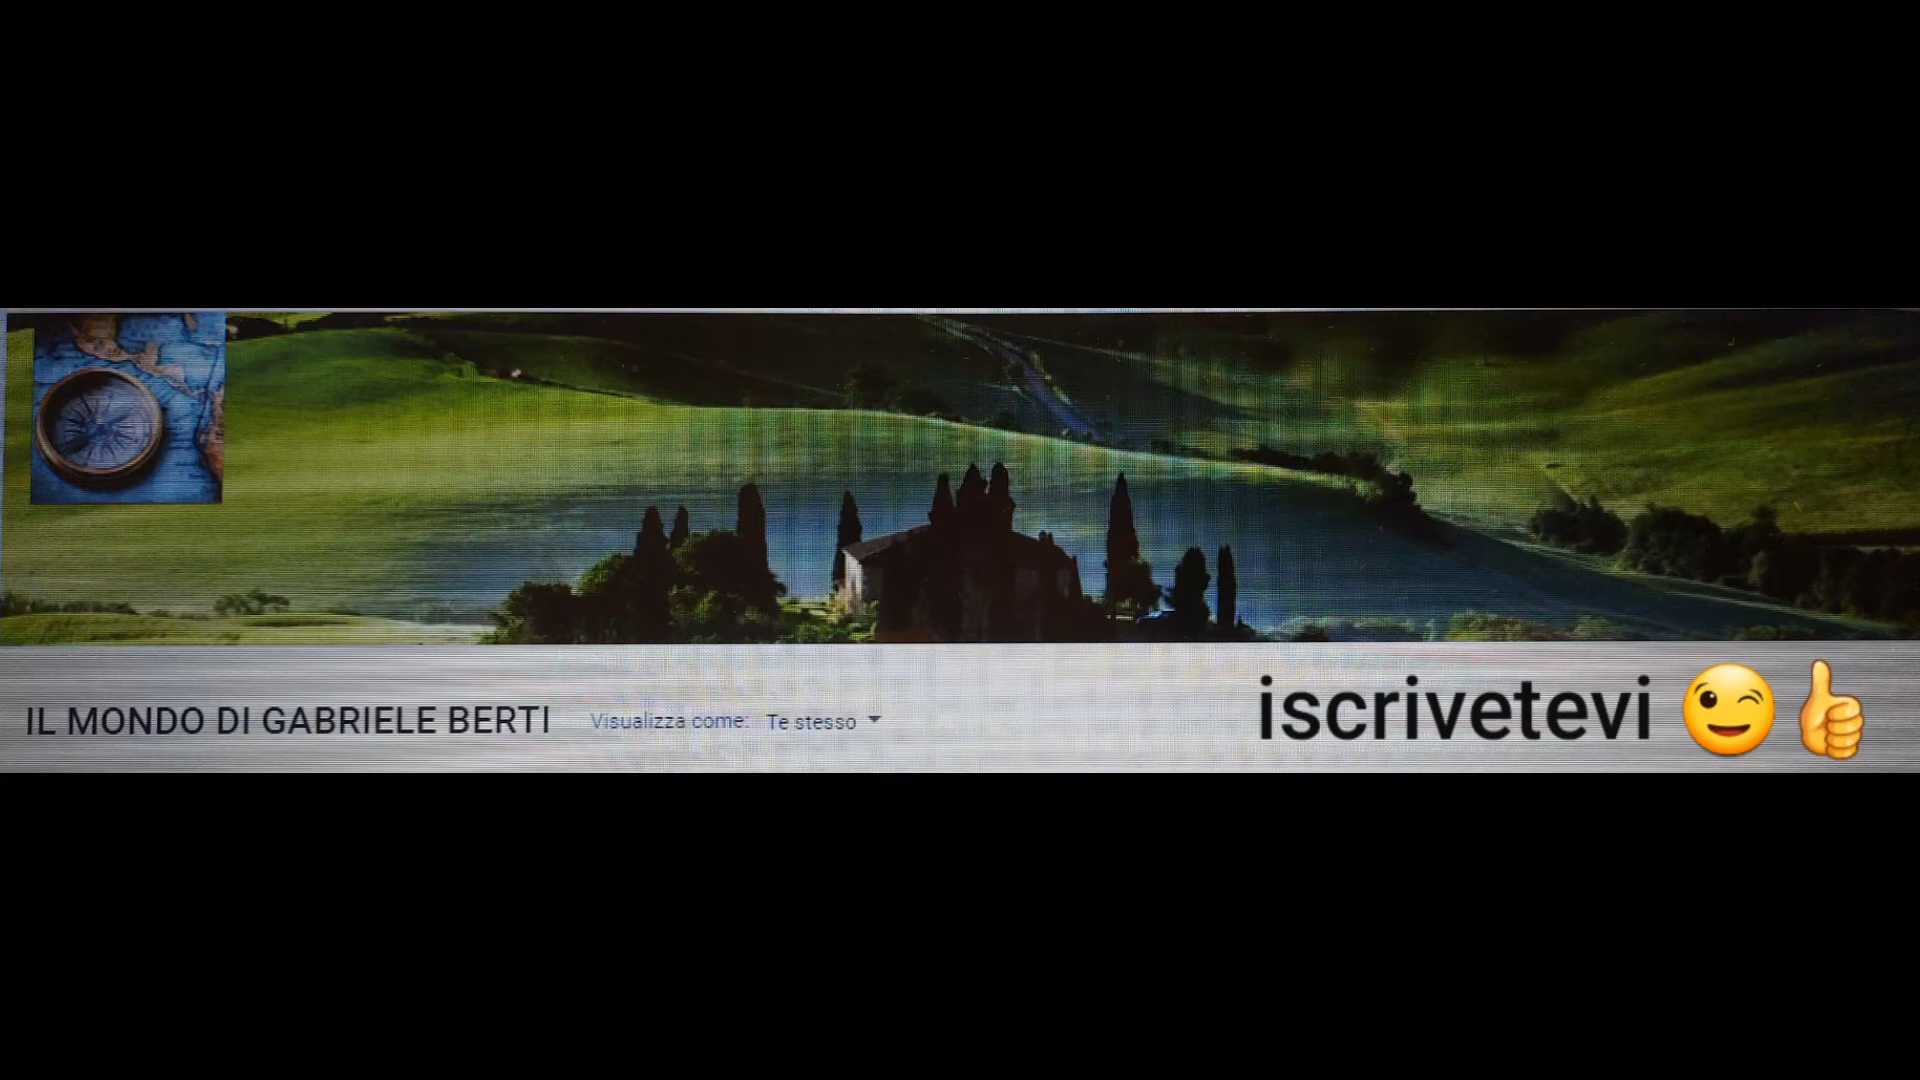 IL MONDO DI GABRIELE BERTI Visualizza come: Te stesso iscrivetevi 😉👍